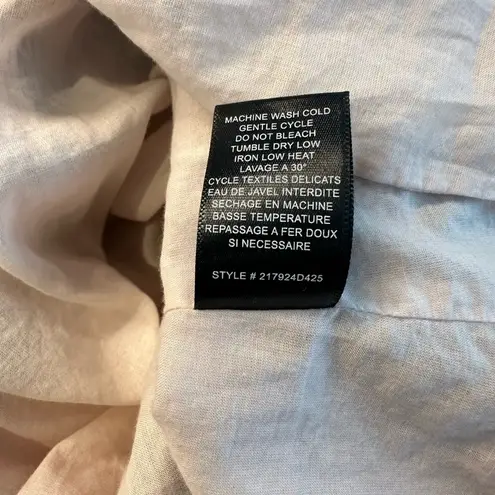 MACHINE WASH COLD
GENTLE CYCLE
DO NOT BLEACH
TUMBLE DRY LOW
IRON LOW HEAT
LAVAGE A 30°
CYCLE TEXTILES DELICATS
EAU DE JAVEL INTERDITE
SECHAGE EN MACHINE
BASSE TEMPERATURE
REPASSAGE A FER DOUX
SI NECESSAIRE
STYLE # 217924D425